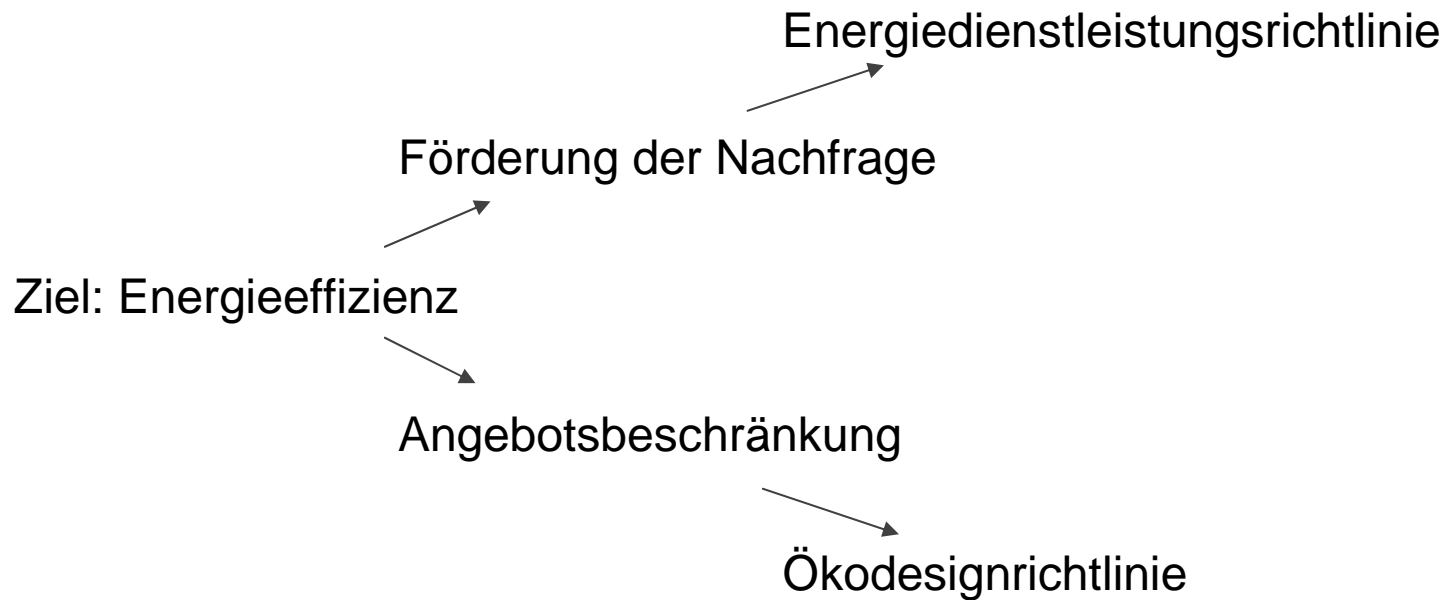 Energiedienstleistungsrichtlinie
Förderung der Nachfrage
Ziel: Energieeffizienz
Angebotsbeschränkung
Ökodesignrichtlinie